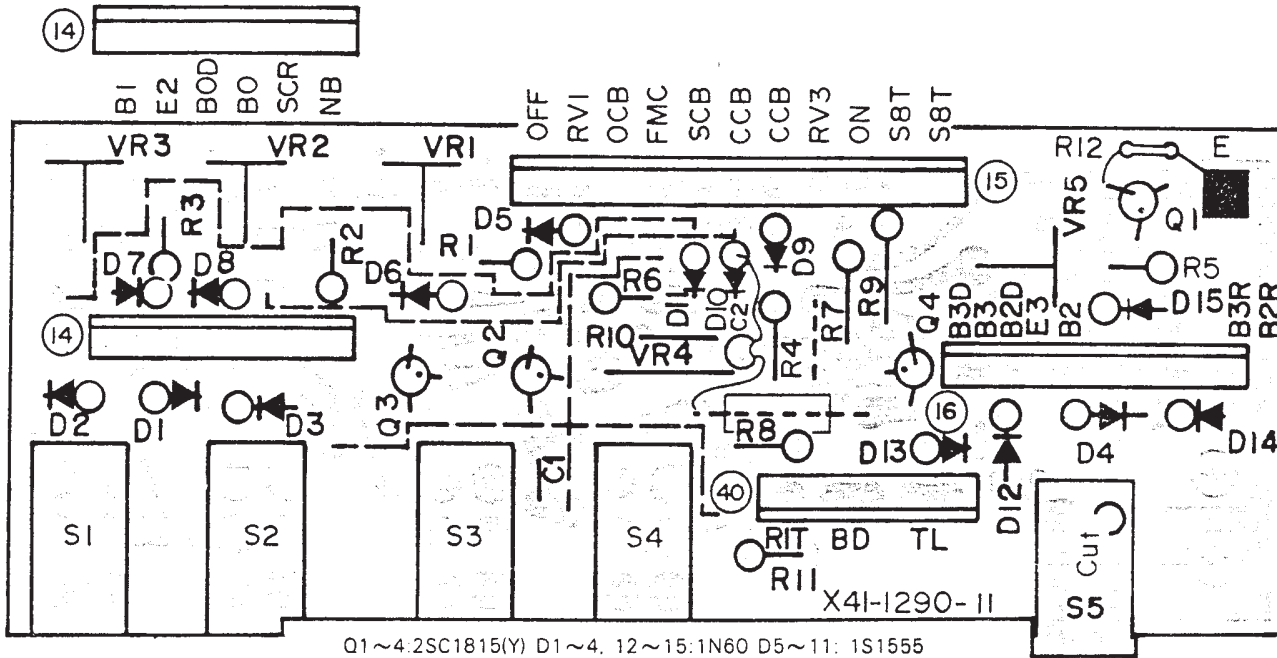 14
B1
E2
BOD
BO
SCR
NB
OFF
RV1
OCB
FMC
SCB
CCB
CCB
RV3
ON
S8T
S8T
VR3
VR2
VR1
R12
E
15
VR5
Q1
R3
D5
R1
R2
D7
D8
D6
R6
D11
D10
C2
D9
R9
R7
R5
D15
14
Q2
R10
VR4
R4
Q4
B3D
B3
B2D
E3
B2
B3R
B2R
D2
D1
D3
Q3
16
R8
D13
D12
D4
D14
C1
40
S1
S2
S3
S4
RIT
BD
TL
R11
Cut
S5
X41-1290-11
Q1~4:2SC1815(Y) D1~4, 12~15:1N60 D5~11: 1S1555